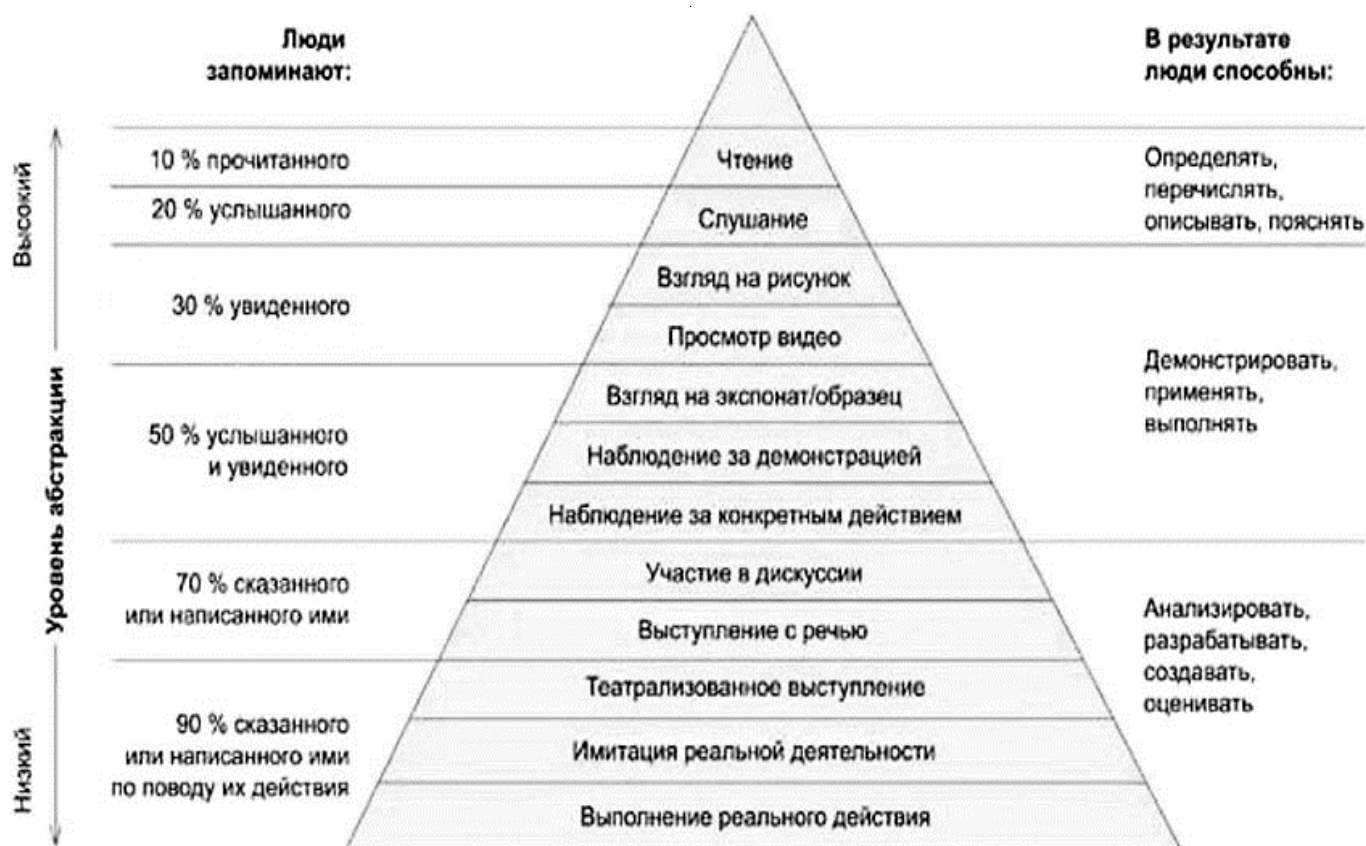 Люди
запоминают:
В результате
люди способны:
Высокий
Уровень абстракции
Низкий
10 % прочитанного
20 % услышанного
30 % увиденного
50 % услышанного
и увиденного
70 % сказанного
или написанного ими
90 % сказанного
или написанного ими
по поводу их действия
Чтение
Слушание
Взгляд на рисунок
Просмотр видео
Взгляд на экспонат/образец
Наблюдение за демонстрацией
Наблюдение за конкретным действием
Участие в дискуссии
Выступление с речью
Театрализованное выступление
Имитация реальной деятельности
Выполнение реального действия
Определять,
перечислять,
описывать, пояснять
Демонстрировать,
применять,
выполнять
Анализировать,
разрабатывать,
создавать,
оценивать